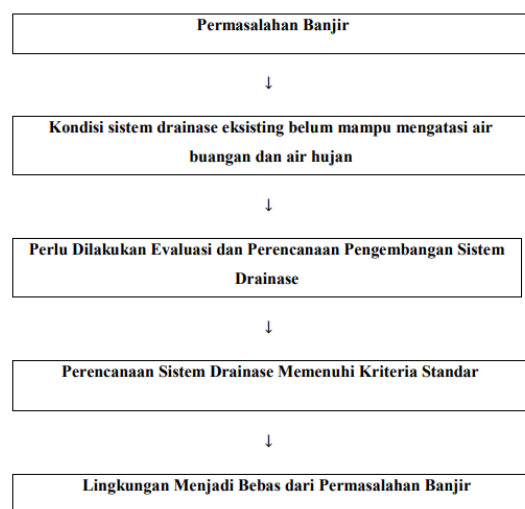 Permasalahan Banjir
↓
Kondisi sistem drainase eksisting belum mampu mengatasi air
buangan dan air hujan
↓
Perlu Dilakukan Evaluasi dan Perencanaan Pengembangan Sistem
Drainase
↓
Perencanaan Sistem Drainase Memenuhi Kriteria Standar
↓
Lingkungan Menjadi Bebas dari Permasalahan Banjir